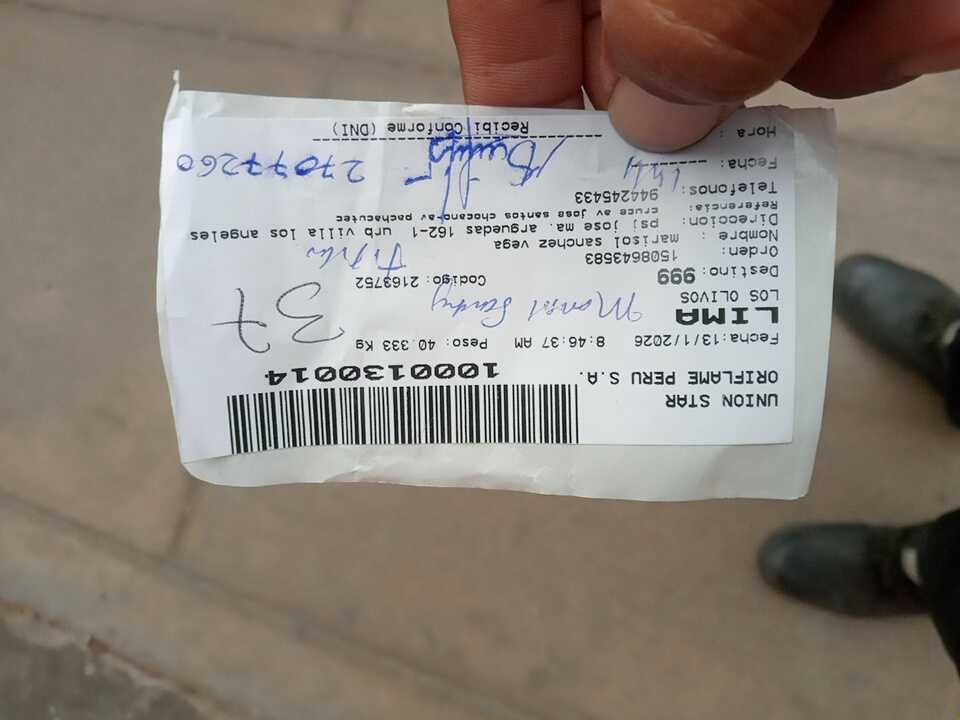 UNION STAR
ORIFLAME PERU S.A.
1000130014
Fecha:13/1/2026 8:46:37 AM Peso: 40.333 Kg
LIMA
LOS OLIVOS
37
Destino: 999 Codigo: 2163752
Orden: 1508643583
Nombre : marisol sanchez vega
Direccion: psj jose ma. arguedas 162-1 urb villa los angeles
Referencia: cruce av jose santos chocano-av pachacutec
Telefonos: 944245433
Fecha :
Hora :
27077260
Recibi Conforme (DNI)